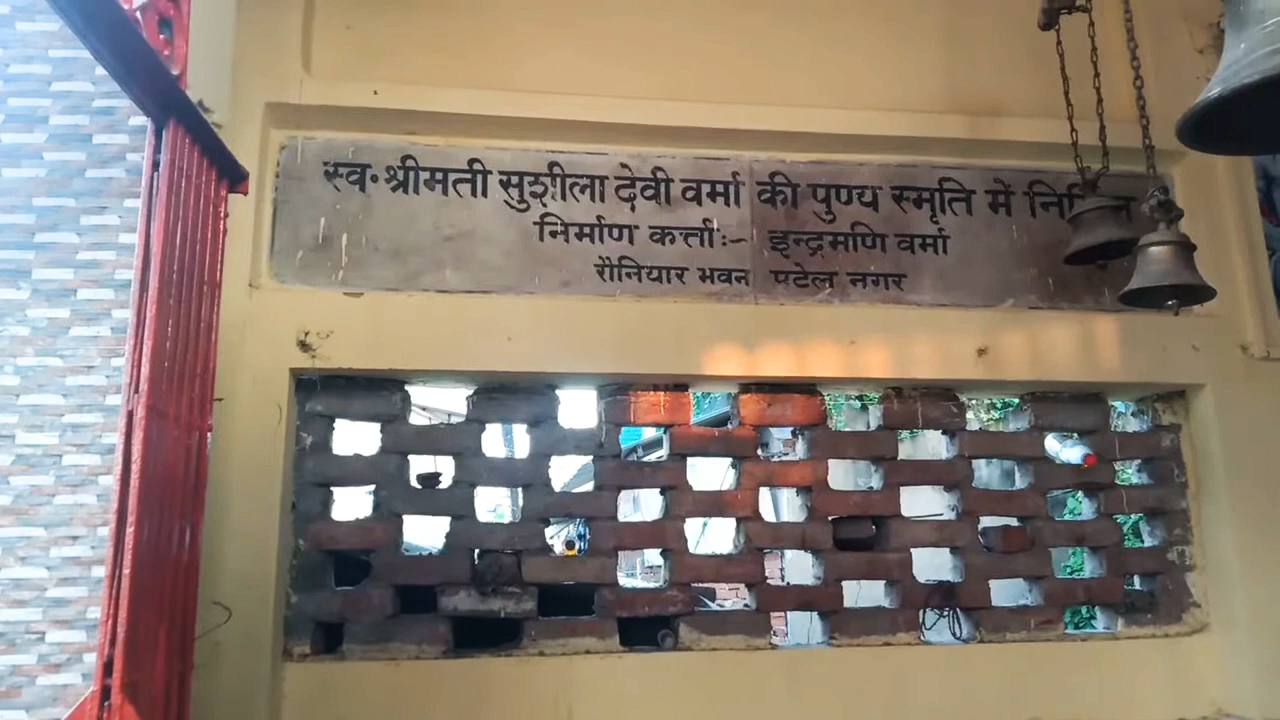 स्व॰ श्रीमती सुशीला देवी वर्मा की पुण्य स्मृति में
निर्माण कर्त्ताः- इन्द्रमणि वर्मा
रौनियार भवन पटेल नगर